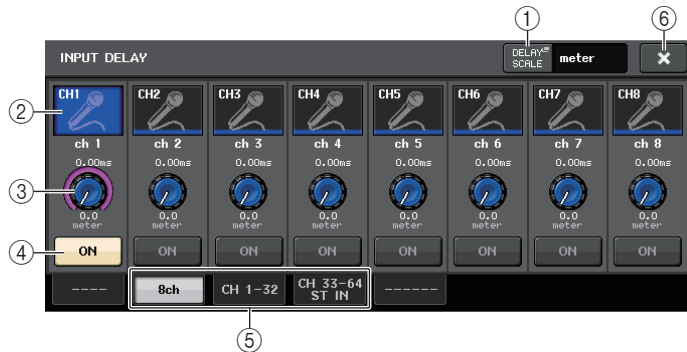 ① ⑥
INPUT DELAY DELAY SCALE meter ×
② CH1 CH2 CH3 CH4 CH5 CH6 CH7 CH8
ch 1 ch 2 ch 3 ch 4 ch 5 ch 6 ch 7 ch 8
0.00ms 0.00ms 0.00ms 0.00ms 0.00ms 0.00ms 0.00ms 0.00ms
③
0.0 0.0 0.0 0.0 0.0 0.0 0.0 0.0
meter meter meter meter meter meter meter meter
④ ON ON ON ON ON ON ON ON
---- 8ch CH 1-32 CH 33-64 ST IN ------
⑤